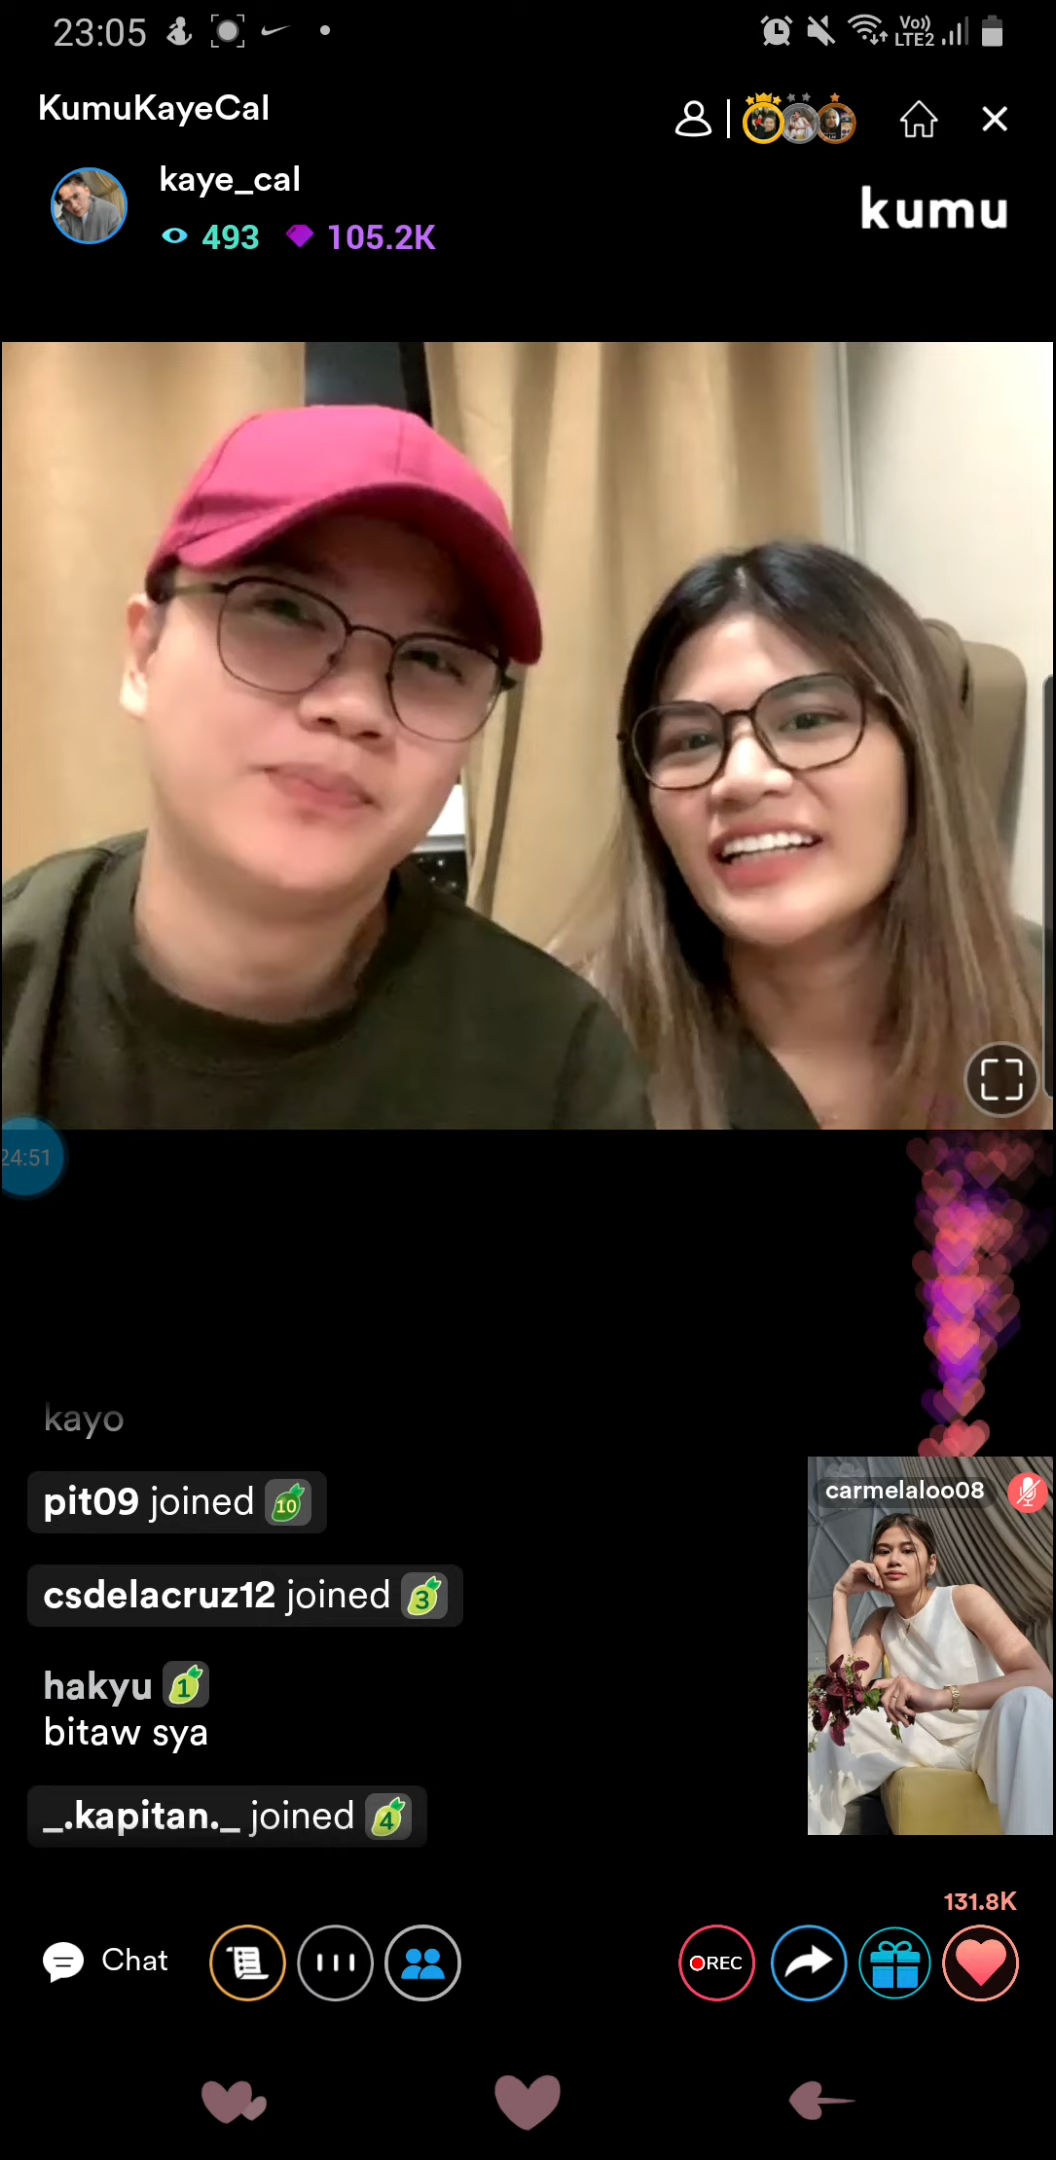 23:05
Vo))
LTE2
KumuKayeCal
kaye_cal
493 105.2K
kumu
24:51
kayo
pit09 joined 10
csdelacruz12 joined 3
hakyu 1
bitaw sya
_.kapitan._ joined 4
carmelaloo08
131.8K
Chat
REC